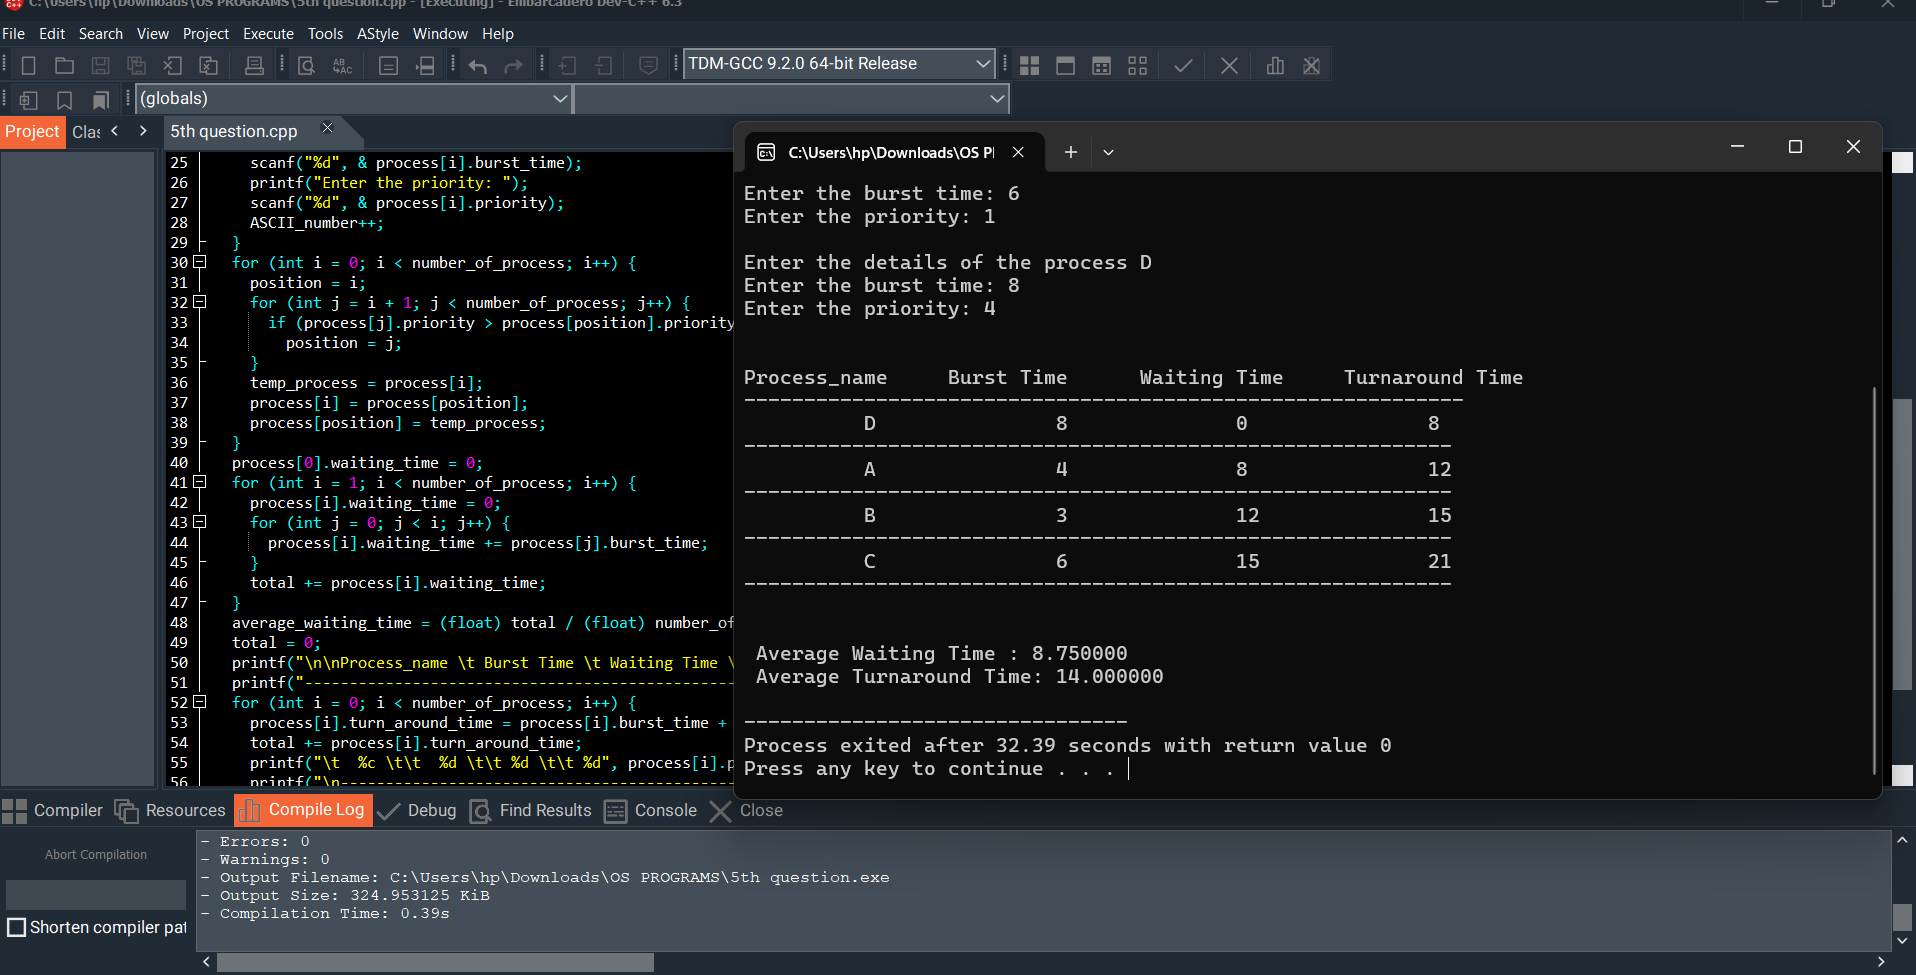 C:\Users\hp\Downloads\OS PROGRAMS\5th question.cpp - [Executing] - Embarcadero Dev-C++ 6.3
File Edit Search View Project Execute Tools AStyle Window Help
TDM-GCC 9.2.0 64-bit Release
(globals)
Project Clas 5th question.cpp
25 scanf("%d", & process[i].burst_time);
26 printf("Enter the priority: ");
27 scanf("%d", & process[i].priority);
28 ASCII_number++;
29 }
30 for (int i = 0; i < number_of_process; i++) {
31 position = i;
32 for (int j = i + 1; j < number_of_process; j++) {
33 if (process[j].priority > process[position].priority
34 position = j;
35 }
36 temp_process = process[i];
37 process[i] = process[position];
38 process[position] = temp_process;
39 }
40 process[0].waiting_time = 0;
41 for (int i = 1; i < number_of_process; i++) {
42 process[i].waiting_time = 0;
43 for (int j = 0; j < i; j++) {
44 process[i].waiting_time += process[j].burst_time;
45 }
46 total += process[i].waiting_time;
47 }
48 average_waiting_time = (float) total / (float) number_of
49 total = 0;
50 printf("\n\nProcess_name \t Burst Time \t Waiting Time \
51 printf("------------------------------------------------
52 for (int i = 0; i < number_of_process; i++) {
53 process[i].turn_around_time = process[i].burst_time +
54 total += process[i].turn_around_time;
55 printf("\t %c \t\t %d \t\t %d \t\t %d", process[i].p
56 printf("\n--------------------------------------------
C:\Users\hp\Downloads\OS P
Enter the burst time: 6
Enter the priority: 1
Enter the details of the process D
Enter the burst time: 8
Enter the priority: 4
Process_name Burst Time Waiting Time Turnaround Time
------------------------------------------------------------
D 8 0 8
-----------------------------------------------------------
A 4 8 12
-----------------------------------------------------------
B 3 12 15
-----------------------------------------------------------
C 6 15 21
-----------------------------------------------------------
Average Waiting Time : 8.750000
Average Turnaround Time: 14.000000
--------------------------------
Process exited after 32.39 seconds with return value 0
Press any key to continue . . .
Compiler Resources Compile Log Debug Find Results Console Close
Abort Compilation
Shorten compiler pat
- Errors: 0
- Warnings: 0
- Output Filename: C:\Users\hp\Downloads\OS PROGRAMS\5th question.exe
- Output Size: 324.953125 KiB
- Compilation Time: 0.39s